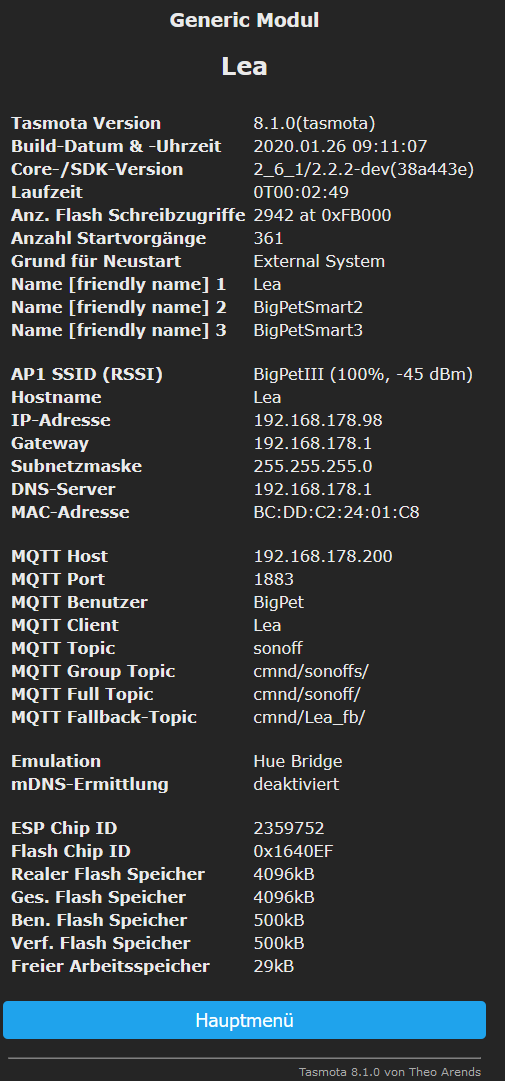 Generic Modul
Lea
Tasmota Version 8.1.0(tasmota)
Build-Datum & -Uhrzeit 2020.01.26 09:11:07
Core-/SDK-Version 2_6_1/2.2.2-dev(38a443e)
Laufzeit 0T00:02:49
Anz. Flash Schreibzugriffe 2942 at 0xFB000
Anzahl Startvorgänge 361
Grund für Neustart External System
Name [friendly name] 1 Lea
Name [friendly name] 2 BigPetSmart2
Name [friendly name] 3 BigPetSmart3
AP1 SSID (RSSI) BigPetIII (100%, -45 dBm)
Hostname Lea
IP-Adresse 192.168.178.98
Gateway 192.168.178.1
Subnetzmaske 255.255.255.0
DNS-Server 192.168.178.1
MAC-Adresse BC:DD:C2:24:01:C8
MQTT Host 192.168.178.200
MQTT Port 1883
MQTT Benutzer BigPet
MQTT Client Lea
MQTT Topic sonoff
MQTT Group Topic cmnd/sonoffs/
MQTT Full Topic cmnd/sonoff/
MQTT Fallback-Topic cmnd/Lea_fb/
Emulation Hue Bridge
mDNS-Ermittlung deaktiviert
ESP Chip ID 2359752
Flash Chip ID 0x1640EF
Realer Flash Speicher 4096kB
Ges. Flash Speicher 4096kB
Ben. Flash Speicher 500kB
Verf. Flash Speicher 500kB
Freier Arbeitsspeicher 29kB
Hauptmenü
Tasmota 8.1.0 von Theo Arends